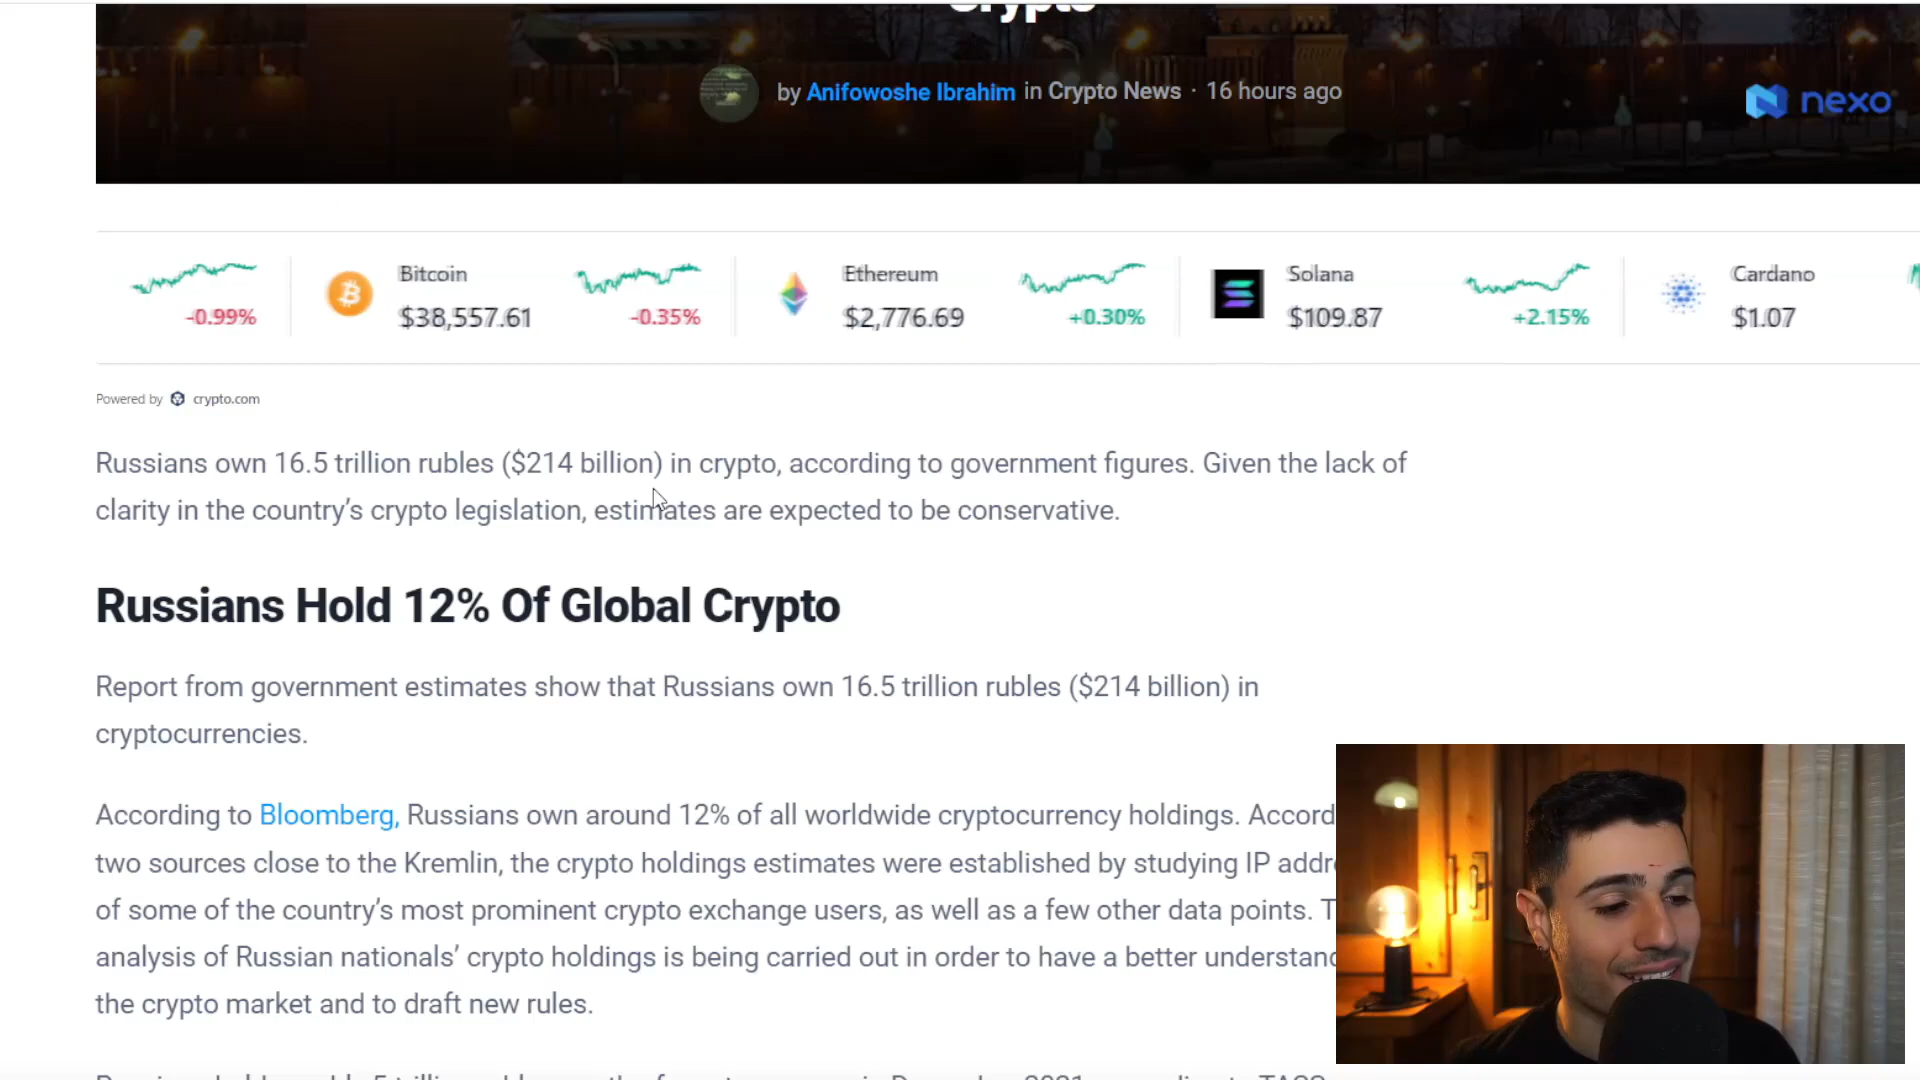 Crypto
by Anifowoshe Ibrahim in Crypto News · 16 hours ago
nexo
-0.99%
Bitcoin
$38,557.61
-0.35%
Ethereum
$2,776.69
+0.30%
Solana
$109.87
+2.15%
Cardano
$1.07
Powered by crypto.com
Russians own 16.5 trillion rubles ($214 billion) in crypto, according to government figures. Given the lack of
clarity in the country’s crypto legislation, estimates are expected to be conservative.
Russians Hold 12% Of Global Crypto
Report from government estimates show that Russians own 16.5 trillion rubles ($214 billion) in
cryptocurrencies.
According to Bloomberg, Russians own around 12% of all worldwide cryptocurrency holdings. Accord
two sources close to the Kremlin, the crypto holdings estimates were established by studying IP addr
of some of the country’s most prominent crypto exchange users, as well as a few other data points. T
analysis of Russian nationals’ crypto holdings is being carried out in order to have a better understand
the crypto market and to draft new rules.